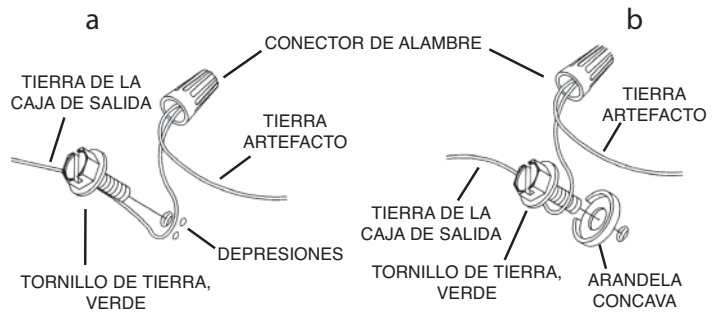 a
b
CONECTOR DE ALAMBRE
TIERRA DE LA
CAJA DE SALIDA
TIERRA
ARTEFACTO
DEPRESIONES
TORNILLO DE TIERRA,
VERDE
TIERRA
ARTEFACTO
TIERRA DE LA
CAJA DE SALIDA
TORNILLO DE TIERRA,
VERDE
ARANDELA
CONCAVA